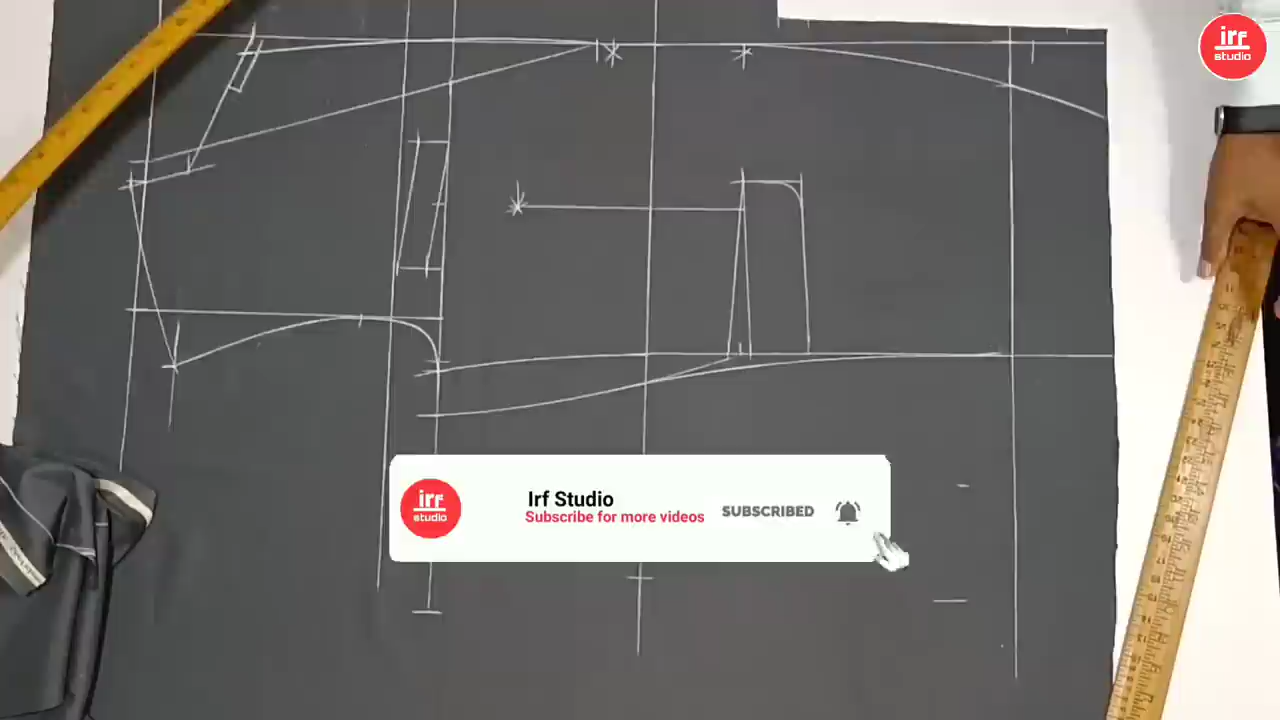 irf
studio
irf
studio
Irf Studio
Subscribe for more videos
SUBSCRIBED